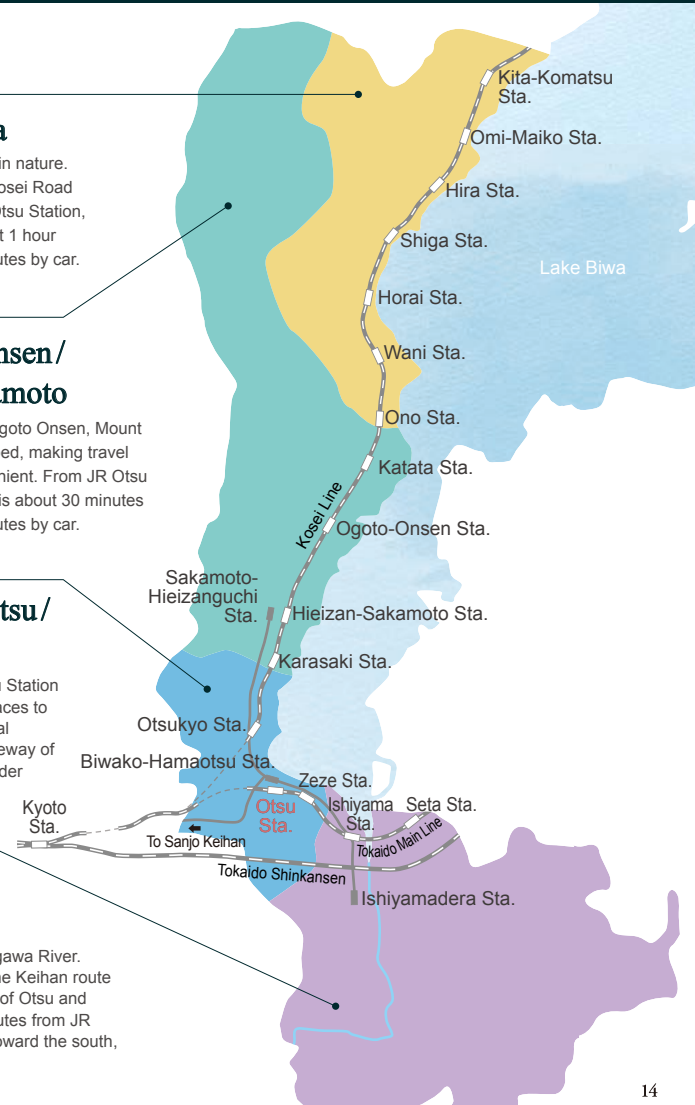 a
in nature.
osei Road
Otsu Station,
t 1 hour
utes by car.
nsen/
amoto
goto Onsen, Mount
ed, making travel
nient. From JR Otsu
is about 30 minutes
utes by car.
tsu/
u Station
aces to
al
eway of
der
gawa River.
he Keihan route
of Otsu and
utes from JR
oward the south,
Kita-Komatsu
Sta.
Omi-Maiko Sta.
Hira Sta.
Shiga Sta.
Lake Biwa
Horai Sta.
Wani Sta.
Ono Sta.
Katata Sta.
Kosei Line
Ogoto-Onsen Sta.
Sakamoto-
Hieizanguchi
Sta.
Hieizan-Sakamoto Sta.
Karasaki Sta.
Otsukyo Sta.
Biwako-Hamaotsu Sta.
Zeze Sta.
Otsu
Sta.
Ishiyama
Sta.
Seta Sta.
Kyoto
Sta.
To Sanjo Keihan
Tokaido Main Line
Tokaido Shinkansen
Ishiyamadera Sta.
14